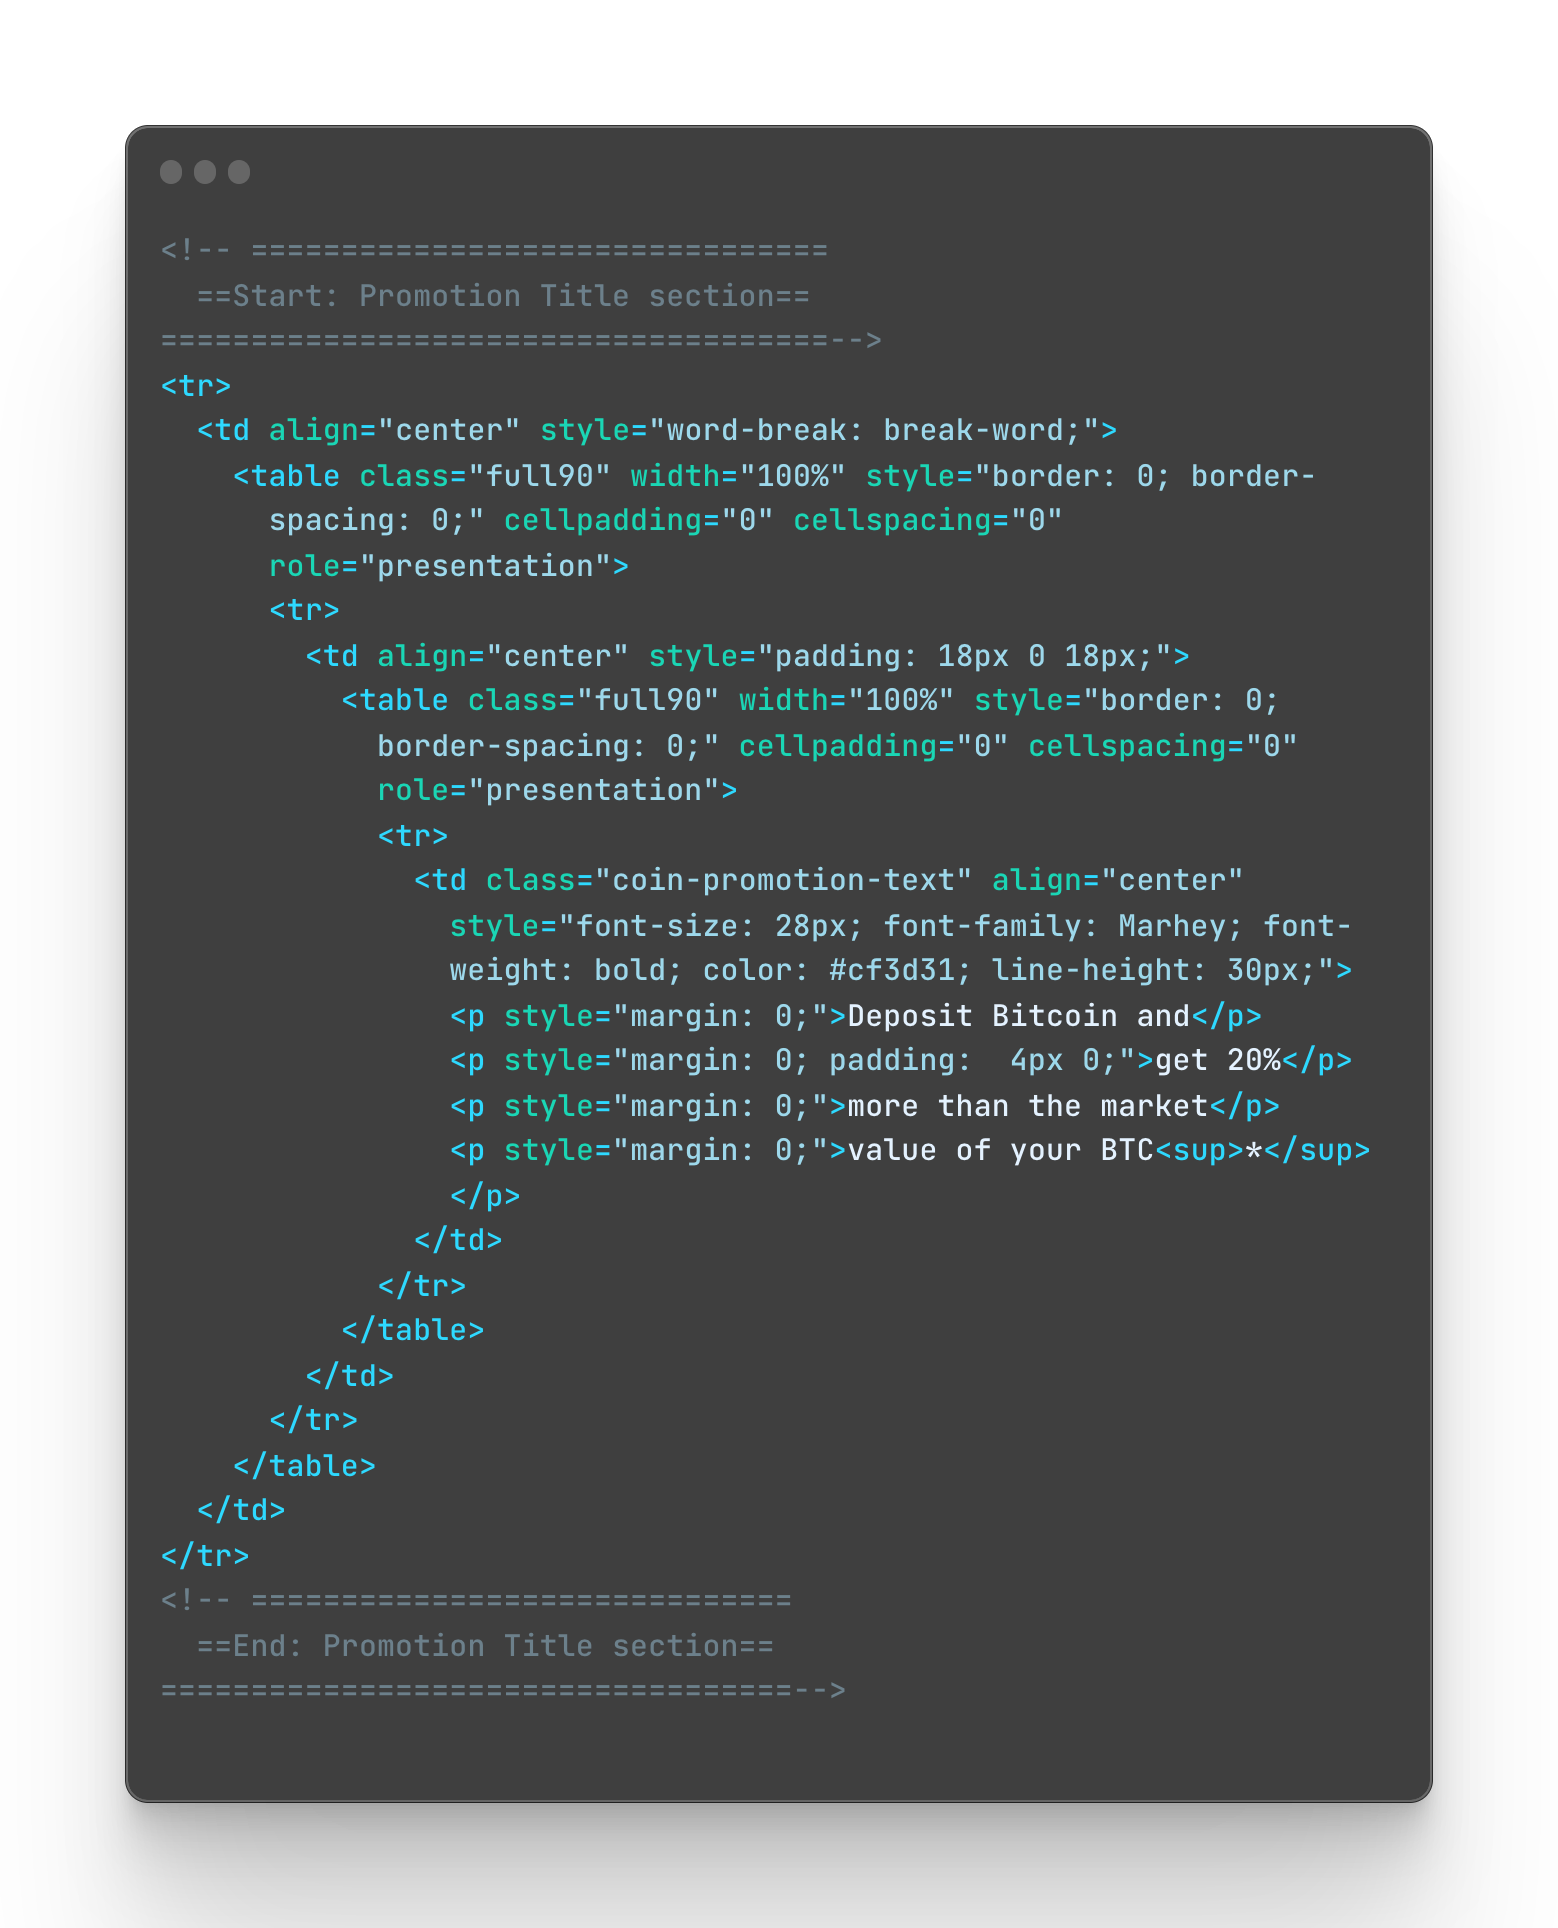 <!-- ================================
  ==Start: Promotion Title section==
=====================================-->
<tr>
  <td align="center" style="word-break: break-word;">
    <table class="full90" width="100%" style="border: 0; border-
      spacing: 0;" cellpadding="0" cellspacing="0"
      role="presentation">
      <tr>
        <td align="center" style="padding: 18px 0 18px;">
          <table class="full90" width="100%" style="border: 0;
            border-spacing: 0;" cellpadding="0" cellspacing="0"
            role="presentation">
            <tr>
              <td class="coin-promotion-text" align="center"
                style="font-size: 28px; font-family: Marhey; font-
                weight: bold; color: #cf3d31; line-height: 30px;">
                <p style="margin: 0;">Deposit Bitcoin and</p>
                <p style="margin: 0; padding:  4px 0;">get 20%</p>
                <p style="margin: 0;">more than the market</p>
                <p style="margin: 0;">value of your BTC<sup>*</sup>
                </p>
              </td>
            </tr>
          </table>
        </td>
      </tr>
    </table>
  </td>
</tr>
<!-- ==============================
  ==End: Promotion Title section==
===================================-->